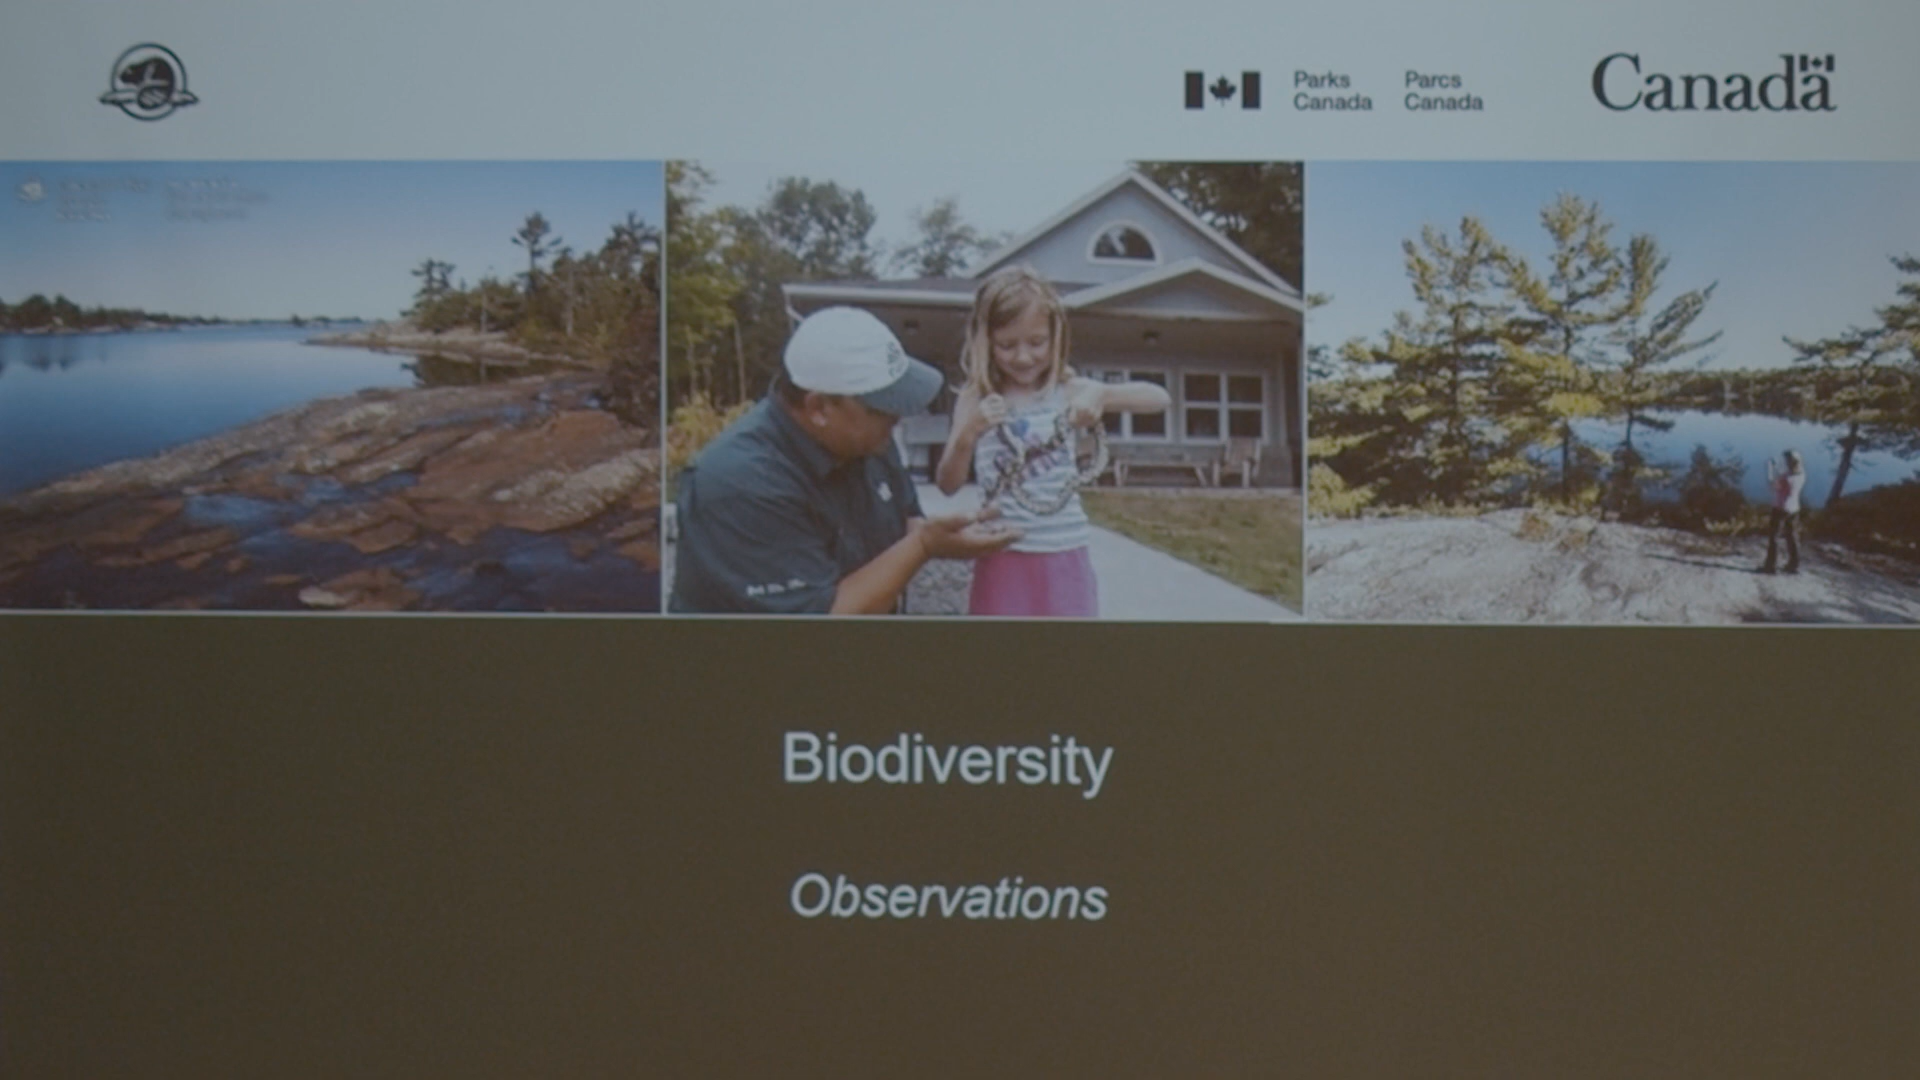 Parks
Canada
Parcs
Canada
Canada
Biodiversity
Observations